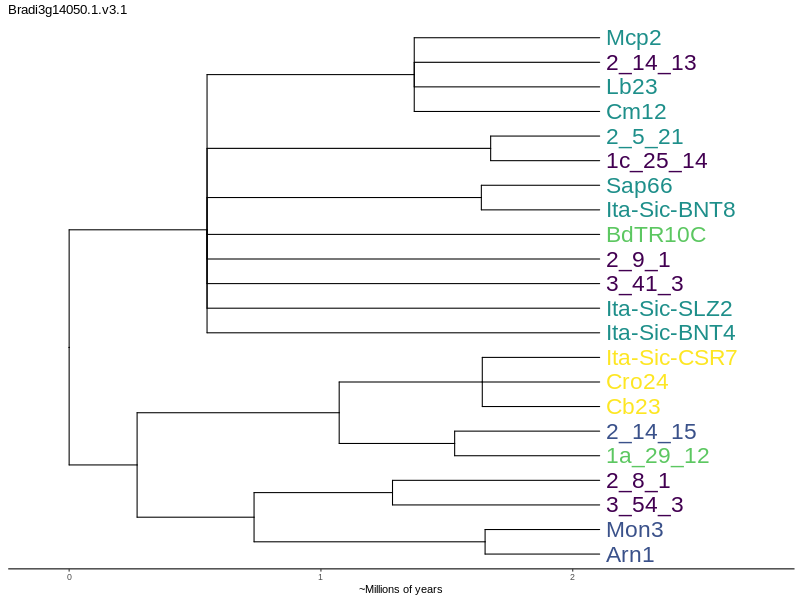 Bradi3g14050.1.v3.1
Mcp2
2_14_13
Lb23
Cm12
2_5_21
1c_25_14
Sap66
Ita-Sic-BNT8
BdTR10C
2_9_1
3_41_3
Ita-Sic-SLZ2
Ita-Sic-BNT4
Ita-Sic-CSR7
Cro24
Cb23
2_14_15
1a_29_12
2_8_1
3_54_3
Mon3
Arn1
0 1 2
~Millions of years